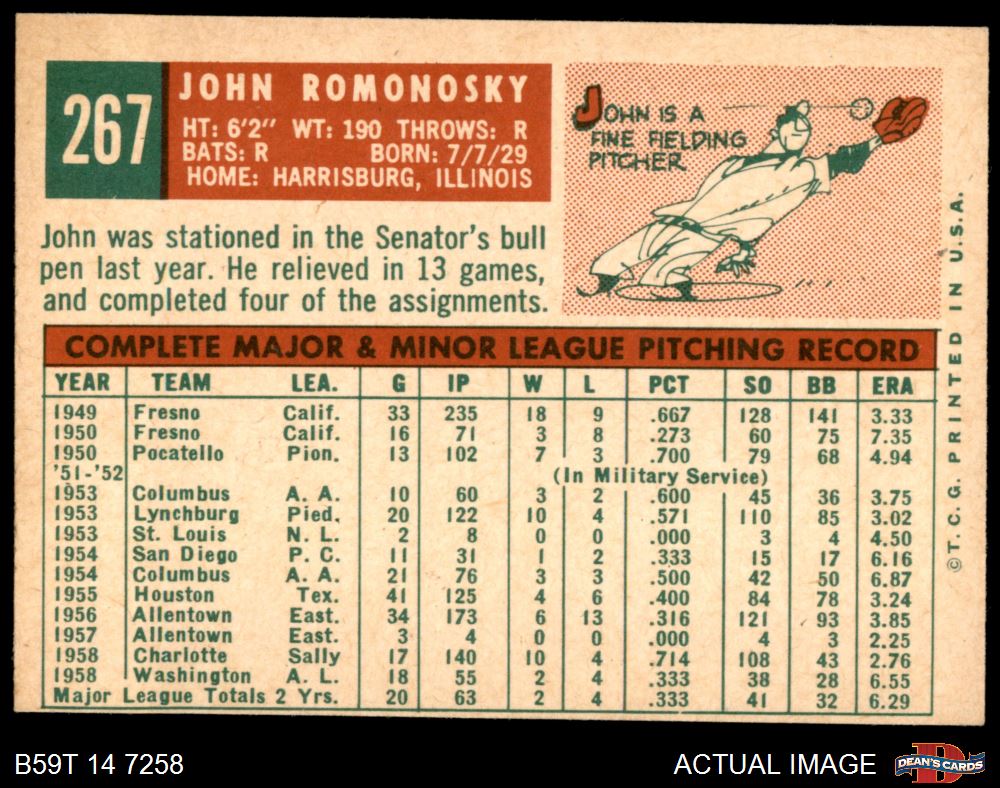 267
JOHN ROMONOSKY
HT: 6'2" WT: 190 THROWS: R
BATS: R BORN: 7/7/29
HOME: HARRISBURG, ILLINOIS
JOHN IS A
FINE FIELDING
PITCHER
John was stationed in the Senator's bull
pen last year. He relieved in 13 games,
and completed four of the assignments.
COMPLETE MAJOR & MINOR LEAGUE PITCHING RECORD
YEAR TEAM LEA. G IP W L PCT SO BB ERA
1949 Fresno Calif. 33 235 18 9 .667 128 141 3.33
1950 Fresno Calif. 16 71 3 8 .273 60 75 7.35
1950 Pocatello Pion. 13 102 7 3 .700 79 68 4.94
'51-'52 (In Military Service)
1953 Columbus A. A. 10 60 3 2 .600 45 36 3.75
1953 Lynchburg Pied. 20 122 10 4 .571 110 85 3.02
1953 St. Louis N. L. 2 8 0 0 .000 3 4 4.50
1954 San Diego P. C. 11 31 1 2 .333 15 17 6.16
1954 Columbus A. A. 21 76 3 3 .500 42 50 6.87
1955 Houston Tex. 41 125 4 6 .400 84 78 3.24
1956 Allentown East. 34 173 6 13 .316 121 93 3.85
1957 Allentown East. 3 4 0 0 .000 4 3 2.25
1958 Charlotte Sally 17 140 10 4 .714 108 43 2.76
1958 Washington A. L. 18 55 2 4 .333 38 28 6.55
Major League Totals 2 Yrs. 20 63 2 4 .333 41 32 6.29
©T.C.G. PRINTED IN U.S.A.
B59T 14 7258
ACTUAL IMAGE
D
DEAN'S CARDS